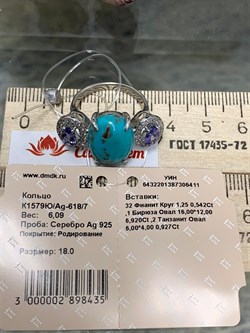 ГОСТ 17435-72
www.dmdk.ru
УИН
6432201387306411
Кольцо
К1579Ю/Ag-618/7
Вес: 6,09
Проба: Серебро Ag 925
Покрытие: Родирование
Размер: 18.0
Вставки:
32 Фианит Круг 1,25 0,542Ct
,1 Бирюза Овал 16,00*12,00
6,920Ct ,2 Танзанит Овал
6,00*4,00 0,927Ct
3 000002 898435